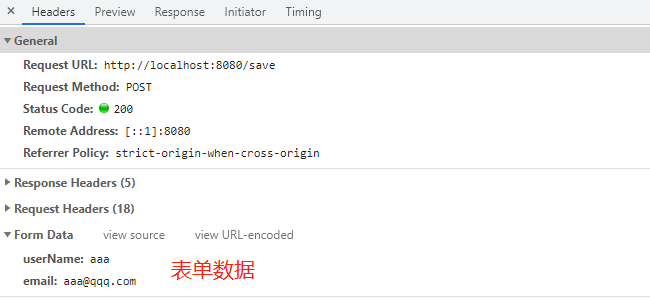 × Headers Preview Response Initiator Timing
▼ General
Request URL: http://localhost:8080/save
Request Method: POST
Status Code: 200
Remote Address: [::1]:8080
Referrer Policy: strict-origin-when-cross-origin
▶ Response Headers (5)
▶ Request Headers (18)
▼ Form Data view source view URL-encoded
userName: aaa
email: aaa@qqq.com
表单数据